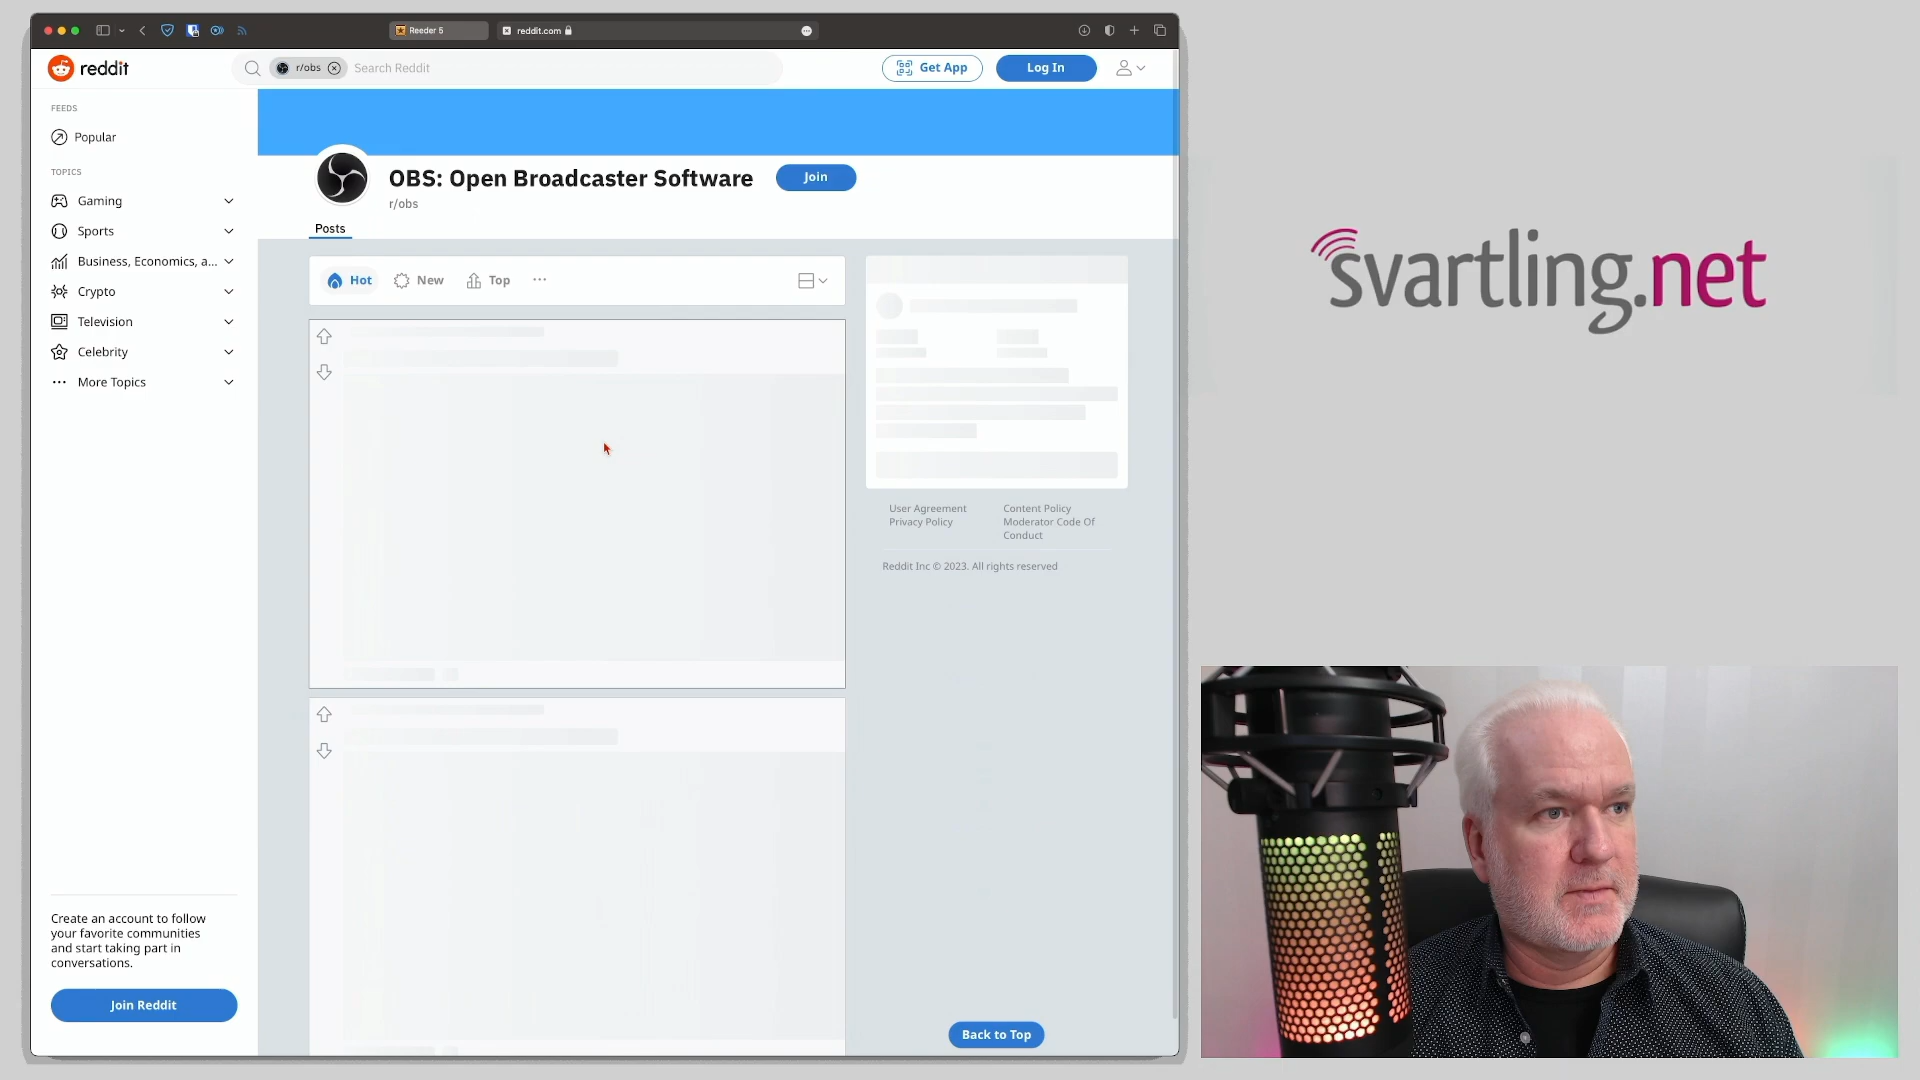 Reeder 5
reddit.com
reddit
r/obs
Search Reddit
Get App
Log In
FEEDS
Popular
TOPICS
Gaming
Sports
Business, Economics, a...
Crypto
Television
Celebrity
More Topics
Create an account to follow
your favorite communities
and start taking part in
conversations.
Join Reddit
OBS: Open Broadcaster Software
Join
r/obs
Posts
Hot
New
Top
User Agreement
Privacy Policy
Content Policy
Moderator Code Of
Conduct
Reddit Inc © 2023. All rights reserved
Back to Top
svartling.net